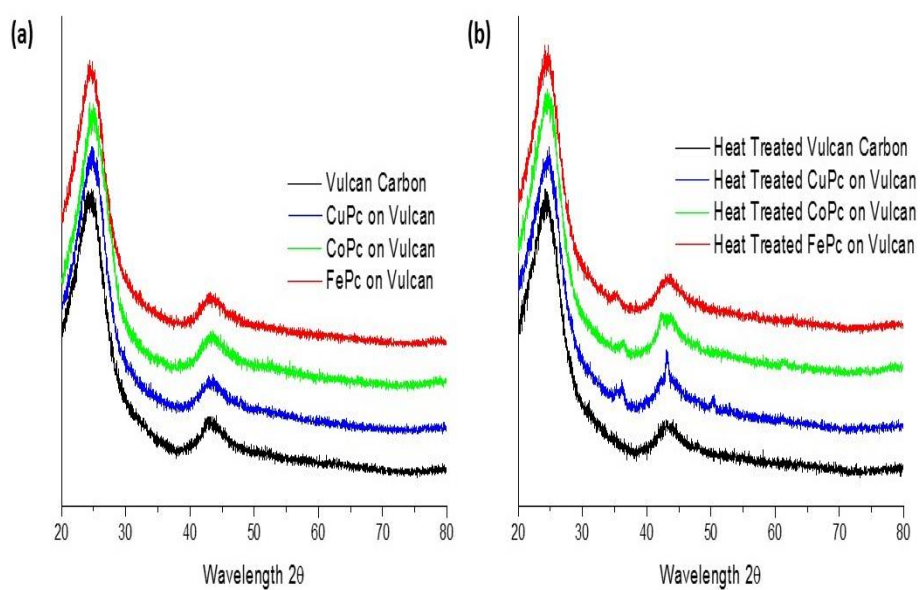 (a)
Vulcan Carbon
CuPc on Vulcan
CoPc on Vulcan
FePc on Vulcan
20 30 40 50 60 70 80
Wavelength 2θ
(b)
Heat Treated Vulcan Carbon
Heat Treated CuPc on Vulcan
Heat Treated CoPc on Vulcan
Heat Treated FePc on Vulcan
20 30 40 50 60 70 80
Wavelength 2θ